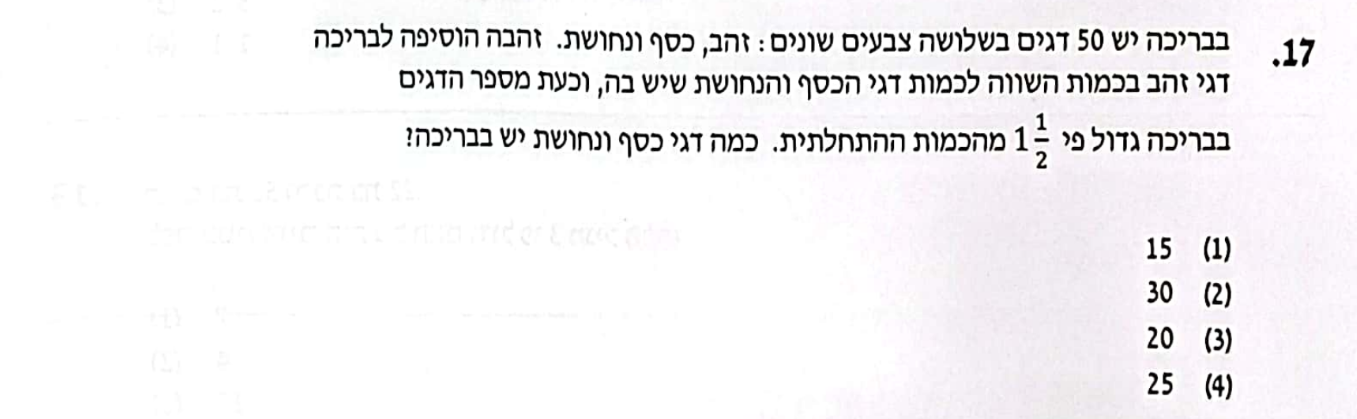 17. בבריכה יש 50 דגים בשלושה צבעים שונים: זהב, כסף ונחושת. זהבה הוסיפה לבריכה
דגי זהב בכמות השווה לכמות דגי הכסף והנחושת שיש בה, וכעת מספר הדגים
בבריכה גדול פי 1 1/2 מהכמות ההתחלתית. כמה דגי כסף ונחושת יש בבריכה?
(1) 15
(2) 30
(3) 20
(4) 25